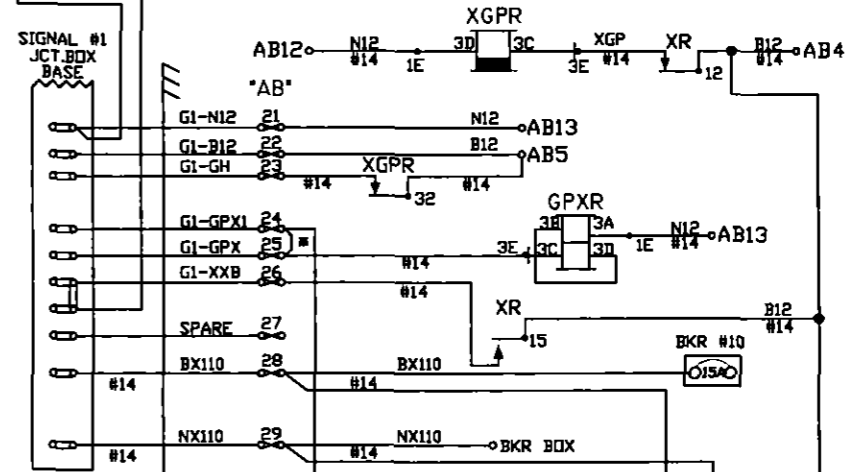 XGPR
SIGNAL #1
JCT.BOX
BASE
AB12 N12 #14 1E 3D 3C 3E XGP #14 XR 12 B12 #14 AB4
"AB"
G1-N12 21 N12 AB13
G1-B12 22 B12 AB5
G1-GH 23 #14 XGPR 32 #14
GPXR
G1-GPX1 24 3B 3A N12 #14 AB13
G1-GPX 25 * #14 3E 3C 3D 1E
G1-XXB 26 #14
XR 15 B12 #14
SPARE 27
BKR #10
#14 BX110 28 #14 BX110 15A
#14 NX110 29 #14 NX110 BKR BOX